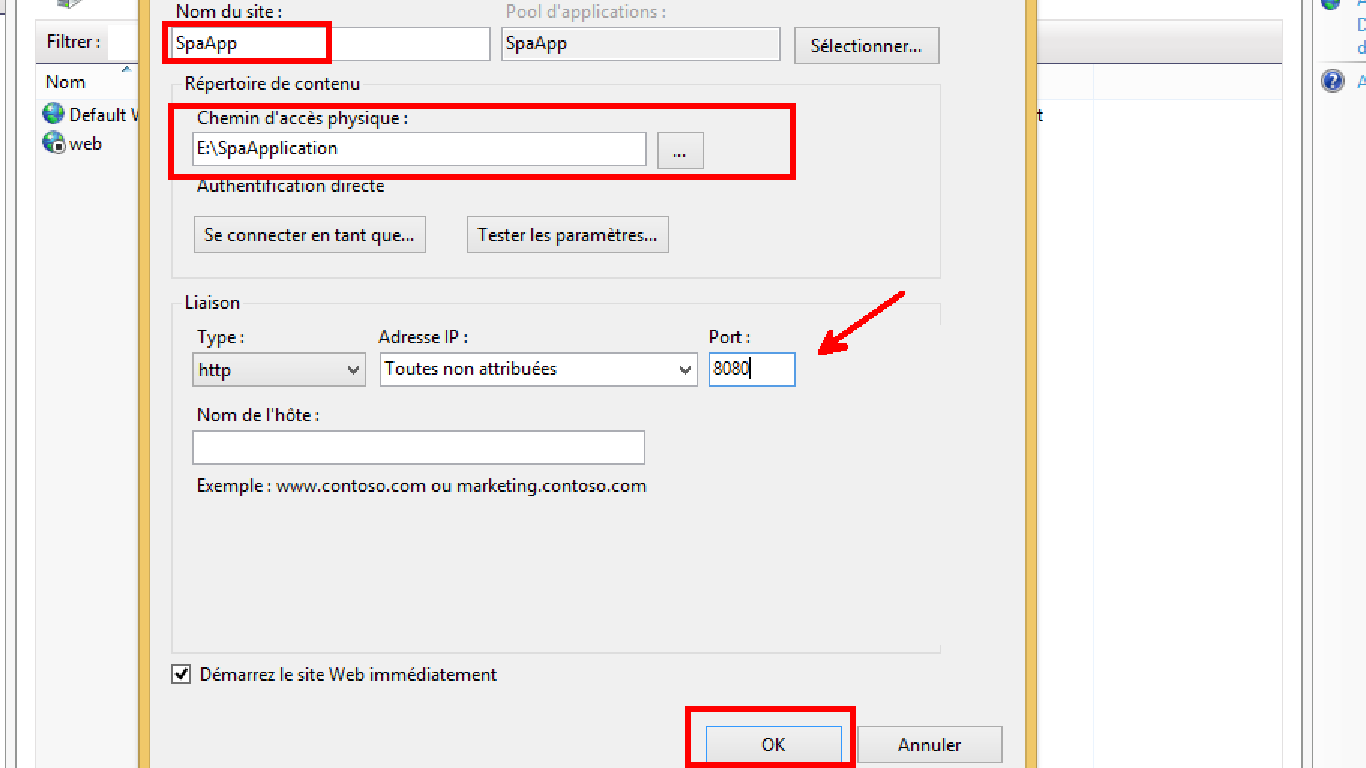 Nom du site :
Pool d'applications :
Filtrer :
SpaApp
SpaApp
Sélectionner...
Nom
Répertoire de contenu
Default
Chemin d'accès physique :
web
E:\SpaApplication
...
Authentification directe
Se connecter en tant que...
Tester les paramètres...
Liaison
Type :
Adresse IP :
Port :
http
Toutes non attribuées
8080
Nom de l'hôte :
Exemple : www.contoso.com ou marketing.contoso.com
Démarrez le site Web immédiatement
OK
Annuler